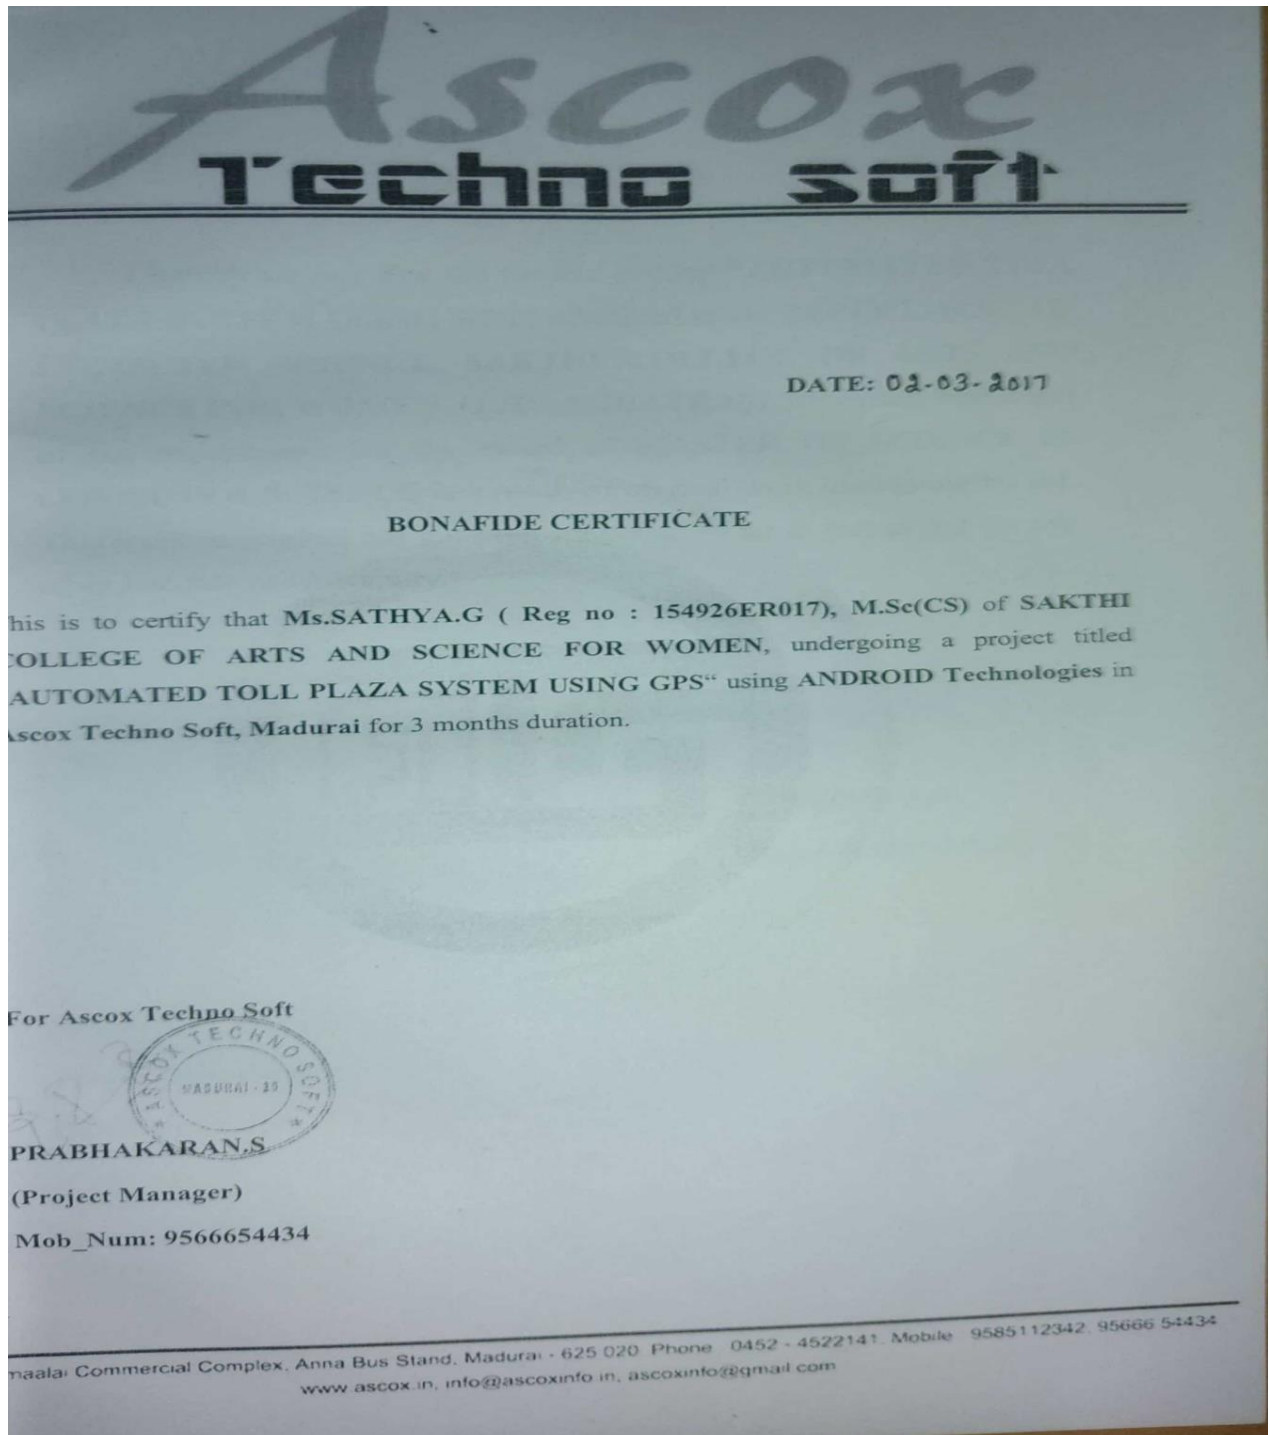 Ascox
Techno soft
DATE: 02-03-2017
BONAFIDE CERTIFICATE
his is to certify that Ms.SATHYA.G ( Reg no : 154926ER017), M.Sc(CS) of SAKTHI
COLLEGE OF ARTS AND SCIENCE FOR WOMEN, undergoing a project titled
AUTOMATED TOLL PLAZA SYSTEM USING GPS“ using ANDROID Technologies in
Ascox Techno Soft, Madurai for 3 months duration.
For Ascox Techno Soft
ASCOX TECHNO SOFT
MADURAI - 20
PRABHAKARAN.S
(Project Manager)
Mob_Num: 9566654434
maalai Commercial Complex, Anna Bus Stand, Madurai - 625 020 Phone 0452 - 4522141. Mobile 9585112342, 95666 54434
www.ascox.in, info@ascoxinfo.in, ascoxinfo@gmail.com